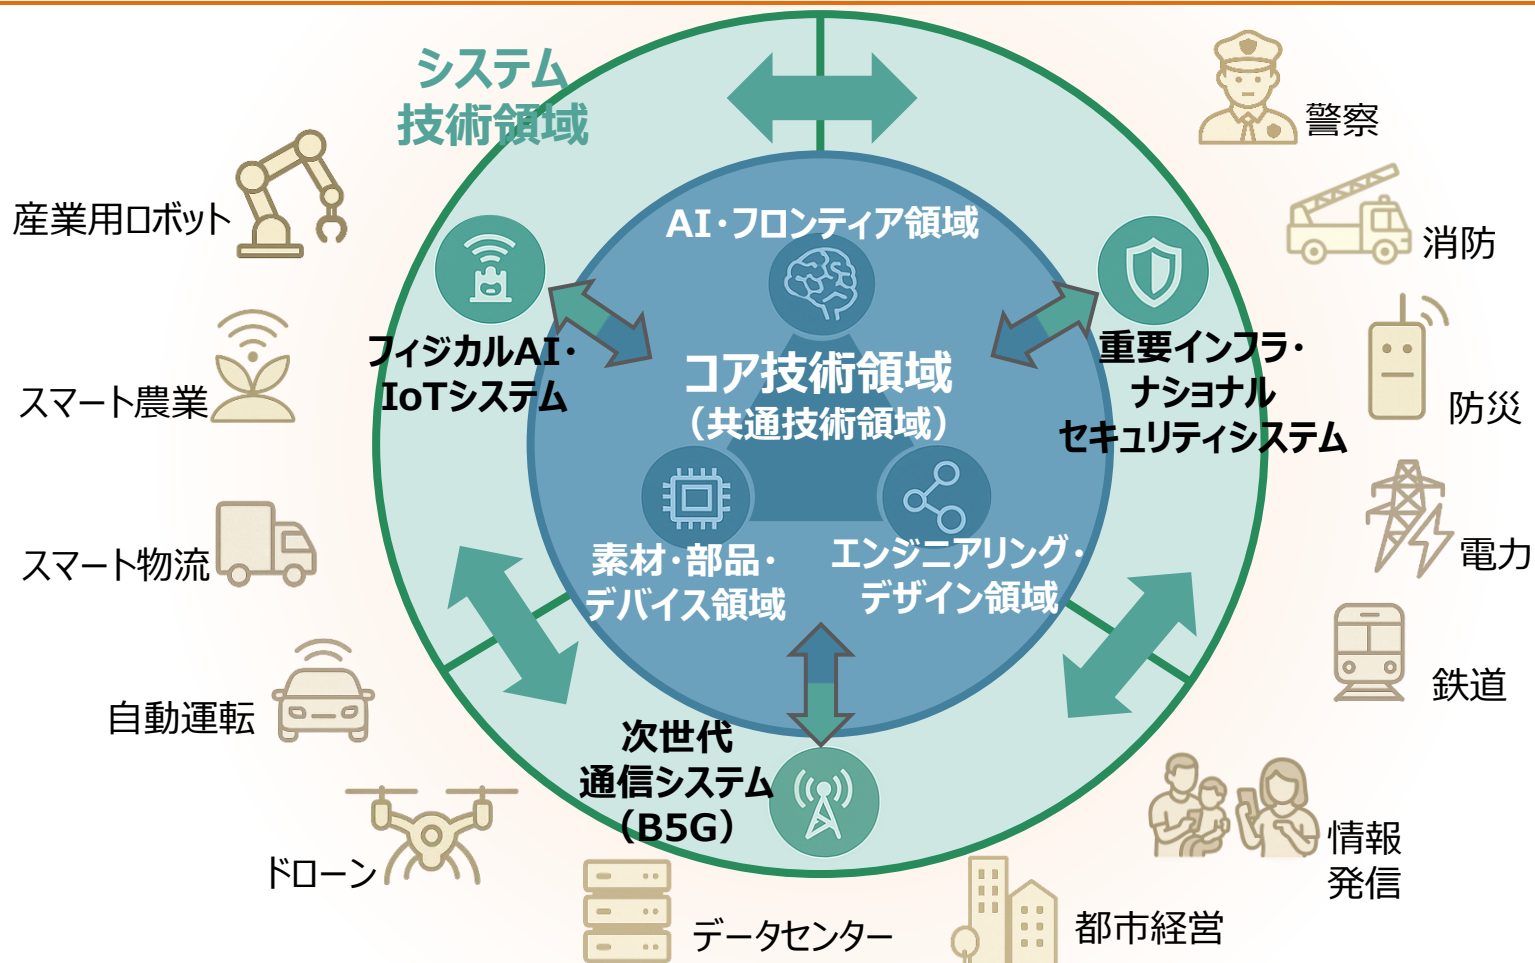 システム
技術領域
警察
産業用ロボット
AI・フロンティア領域
消防
フィジカルAI・
IoTシステム
重要インフラ・
ナショナル
セキュリティシステム
コア技術領域
（共通技術領域）
スマート農業
防災
スマート物流
素材・部品・
デバイス領域
エンジニアリング・
デザイン領域
電力
自動運転
鉄道
次世代
通信システム
（B5G）
ドローン
情報
発信
データセンター
都市経営